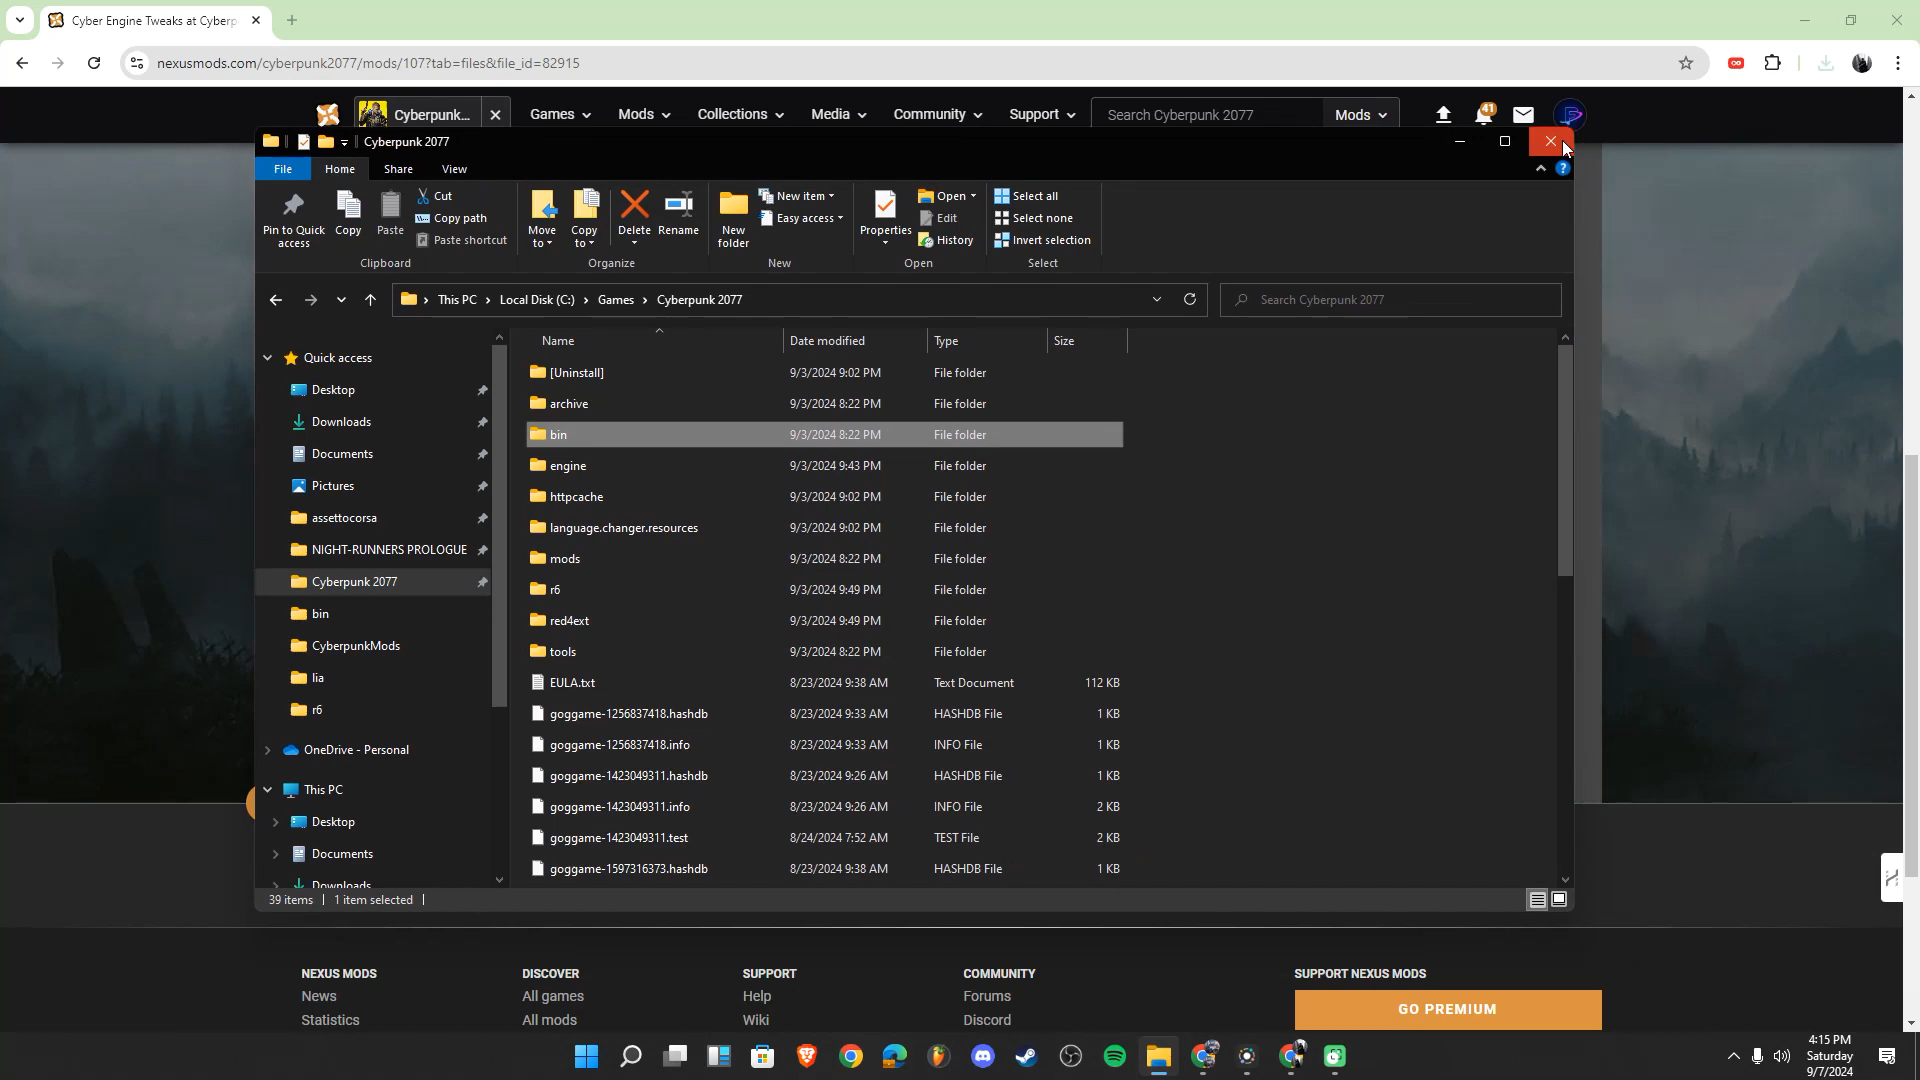 Cyber Engine Tweaks at Cyberp
nexusmods.com/cyberpunk2077/mods/107?tab=files&file_id=82915
Cyberpunk... Games Mods Collections Media Community Support Search Cyberpunk 2077 Mods 41
Cyberpunk 2077
File Home Share View
Pin to Quick access
Copy
Paste
Cut
Copy path
Paste shortcut
Clipboard
Move to
Copy to
Delete
Rename
Organize
New folder
New item
Easy access
New
Properties
Open
Edit
History
Open
Select all
Select none
Invert selection
Select
This PC Local Disk (C:) Games Cyberpunk 2077
Search Cyberpunk 2077
Quick access
Desktop
Downloads
Documents
Pictures
assettocorsa
NIGHT-RUNNERS PROLOGUE
Cyberpunk 2077
bin
CyberpunkMods
lia
r6
OneDrive - Personal
This PC
Desktop
Documents
Downloads
Name Date modified Type Size
[Uninstall] 9/3/2024 9:02 PM File folder
archive 9/3/2024 8:22 PM File folder
bin 9/3/2024 8:22 PM File folder
engine 9/3/2024 9:43 PM File folder
httpcache 9/3/2024 9:02 PM File folder
language.changer.resources 9/3/2024 9:02 PM File folder
mods 9/3/2024 8:22 PM File folder
r6 9/3/2024 9:49 PM File folder
red4ext 9/3/2024 9:49 PM File folder
tools 9/3/2024 8:22 PM File folder
EULA.txt 8/23/2024 9:38 AM Text Document 112 KB
goggame-1256837418.hashdb 8/23/2024 9:33 AM HASHDB File 1 KB
goggame-1256837418.info 8/23/2024 9:33 AM INFO File 1 KB
goggame-1423049311.hashdb 8/23/2024 9:26 AM HASHDB File 1 KB
goggame-1423049311.info 8/23/2024 9:26 AM INFO File 2 KB
goggame-1423049311.test 8/24/2024 7:52 AM TEST File 2 KB
goggame-1597316373.hashdb 8/23/2024 9:38 AM HASHDB File 1 KB
39 items 1 item selected
NEXUS MODS DISCOVER SUPPORT COMMUNITY SUPPORT NEXUS MODS
News All games Help Forums GO PREMIUM
Statistics All mods Wiki Discord
4:15 PM
Saturday
9/7/2024